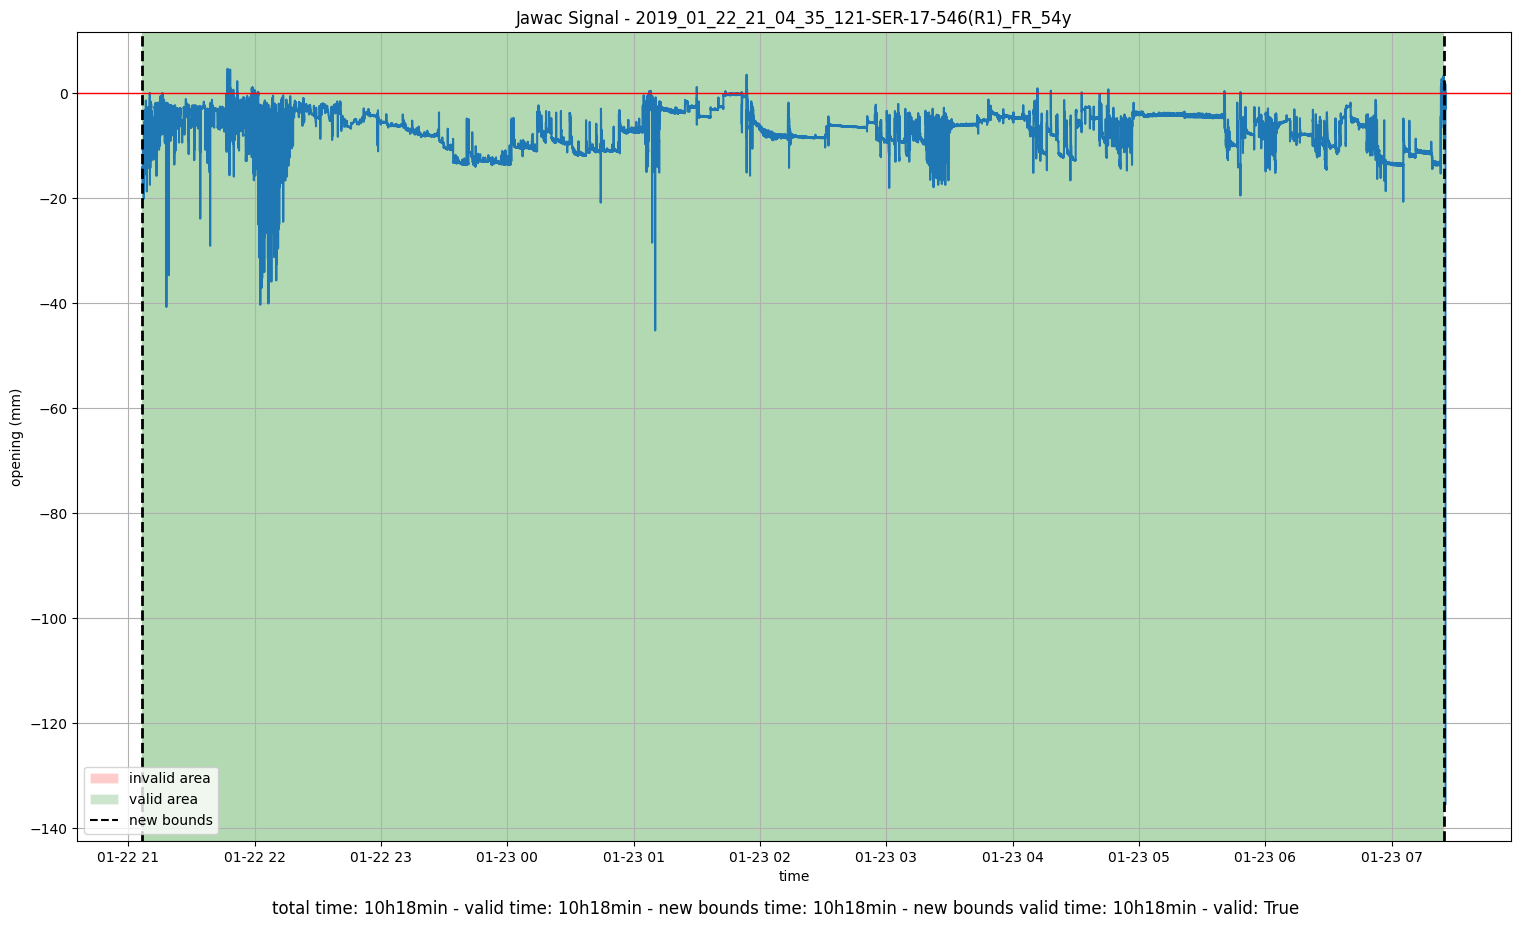 Jawac Signal - 2019_01_22_21_04_35_121-SER-17-546(R1)_FR_54y
opening (mm)
0
−20
−40
−60
−80
−100
−120
−140
invalid area
valid area
new bounds
01-22 21
01-22 22
01-22 23
01-23 00
01-23 01
01-23 02
01-23 03
01-23 04
01-23 05
01-23 06
01-23 07
time
total time: 10h18min - valid time: 10h18min - new bounds time: 10h18min - new bounds valid time: 10h18min - valid: True